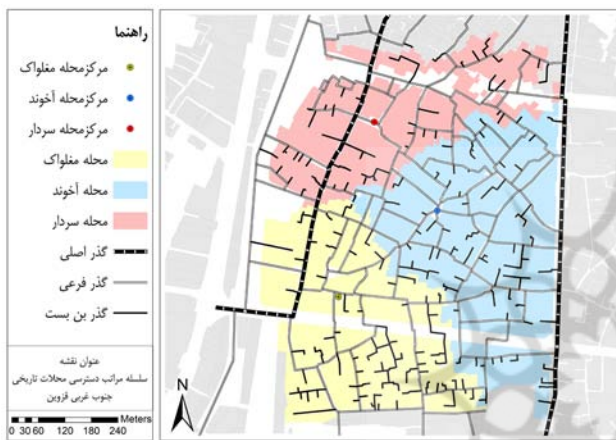 راهنما
مرکزمحله مغلواک
مرکزمحله آخوند
مرکزمحله سردار
محله مغلواک
محله آخوند
محله سردار
گذر اصلی
گذر فرعی
گذر بن بست
عنوان نقشه
سلسله مراتب دسترسی محلات تاریخی
جنوب غربی قزوین
Meters
0 30 60 120 180 240
N